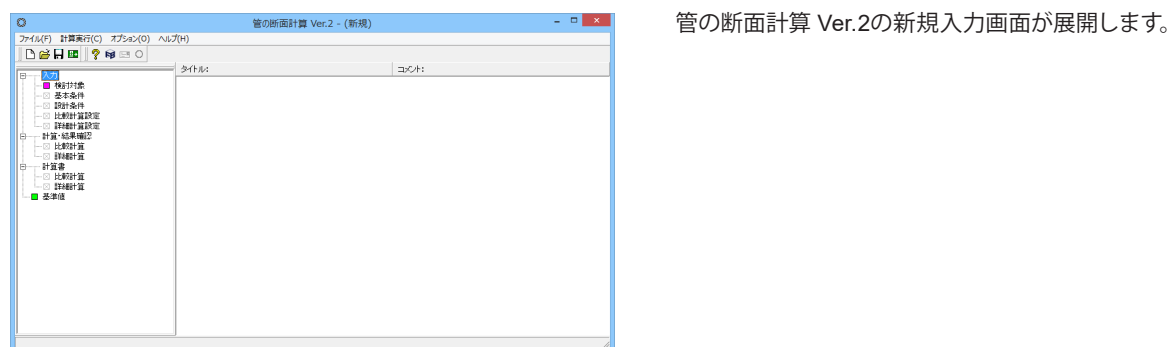 管の断面計算 Ver.2 - (新規)
ファイル(F) 計算実行(C) オプション(O) ヘルプ(H)
タイトル: コメント:
入力
検討対象
基本条件
設計条件
比較計算設定
詳細計算設定
計算・結果確認
比較計算
詳細計算
計算書
比較計算
詳細計算
基準値
管の断面計算 Ver.2の新規入力画面が展開します。